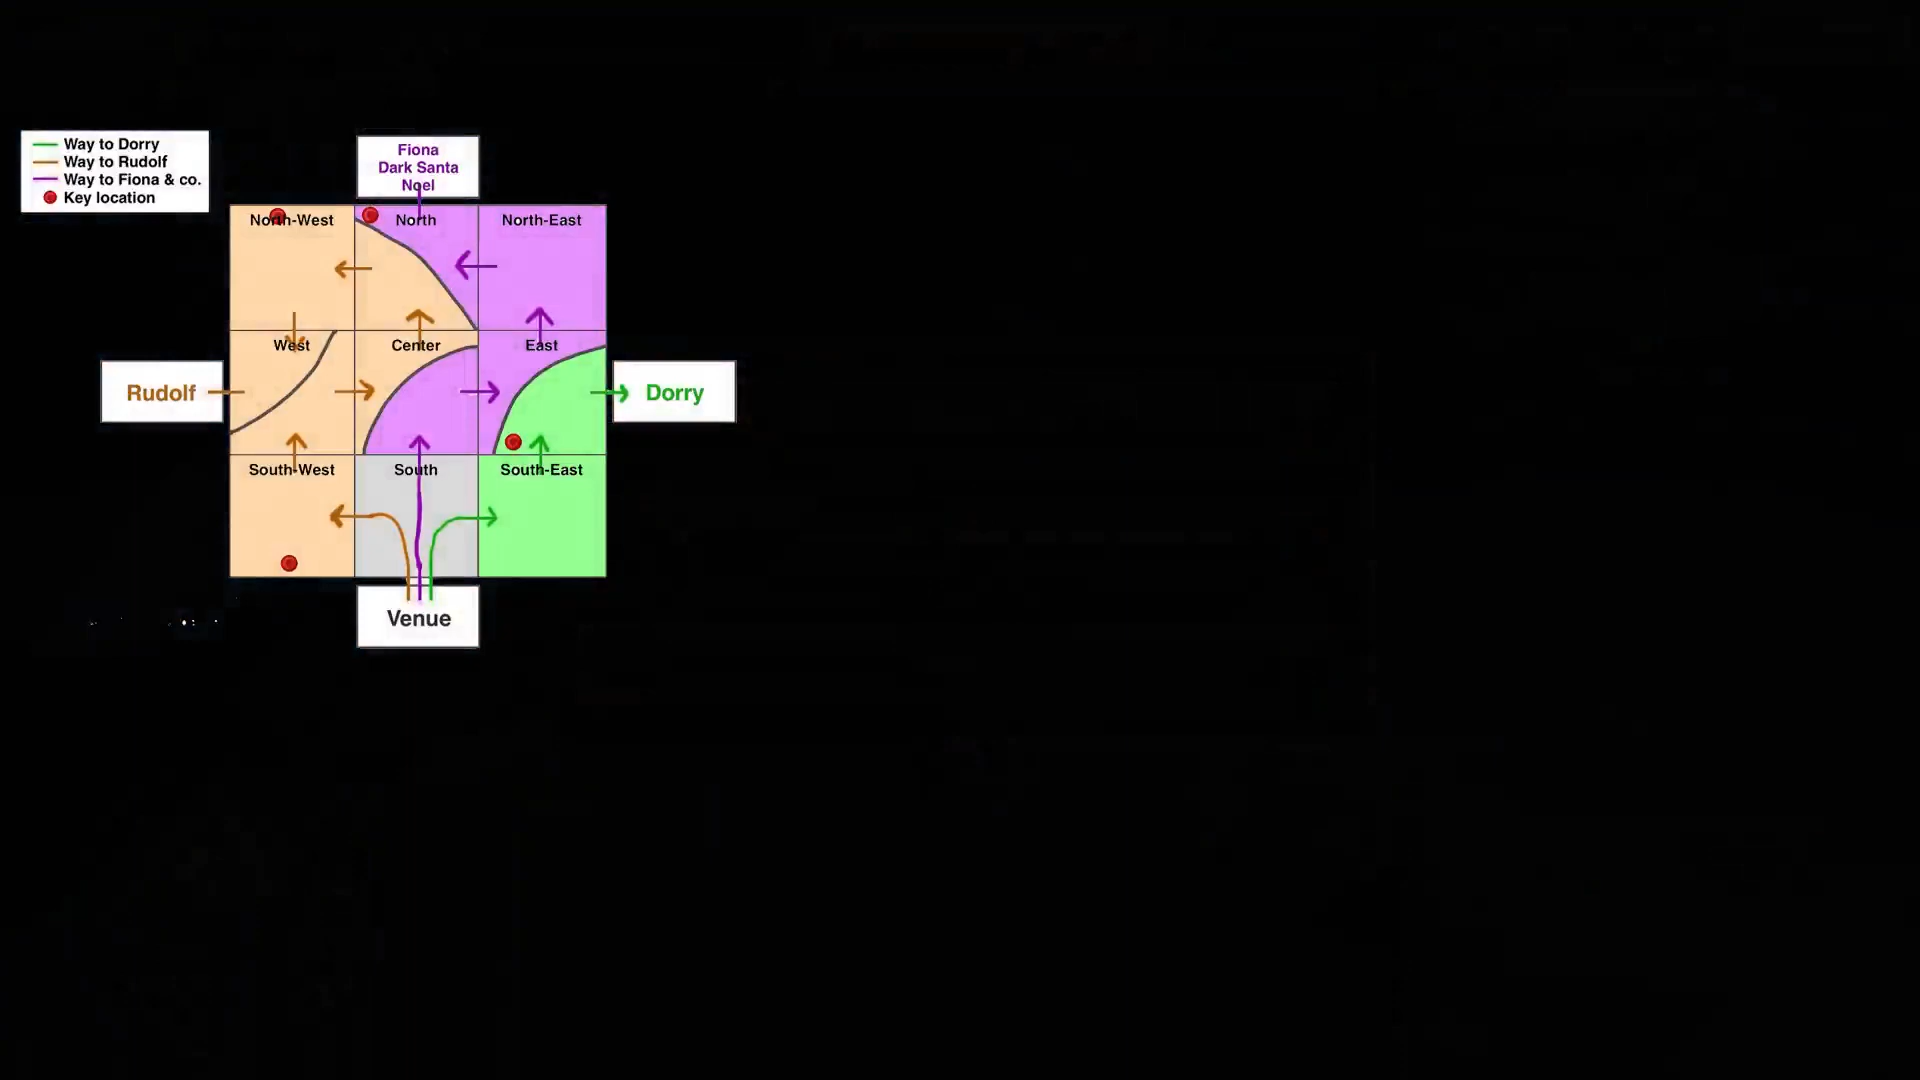 Way to Dorry
Way to Rudolf
Way to Fiona & co.
Key location
Fiona
Dark Santa
Noel
North-West
North
North-East
West
Center
East
Rudolf
Dorry
South-West
South
South-East
Venue